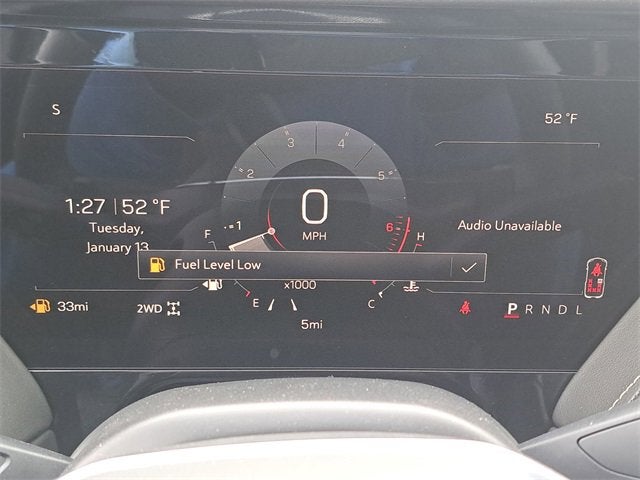 S
52 °F
1 2 3 4 5 6
0
MPH
1:27 | 52 °F
Tuesday,
January 13
Audio Unavailable
F
H
Fuel Level Low
x1000
33mi
2WD
E
C
5mi
P R N D L